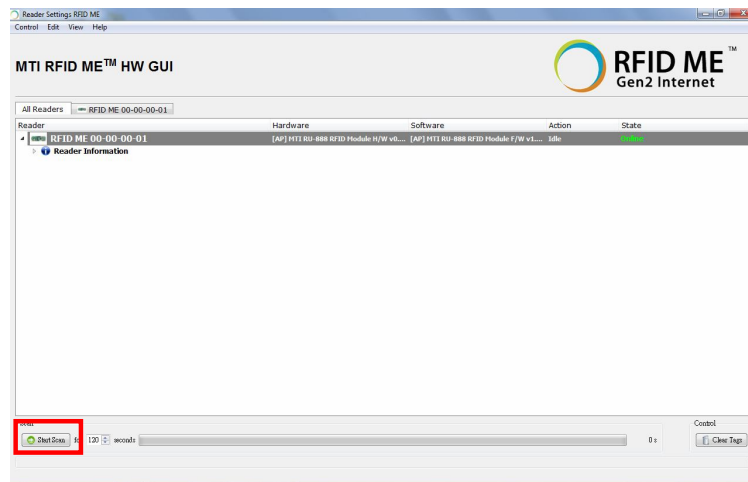 Reader Settings RFID ME
Control Edit View Help
MTI RFID ME™ HW GUI
RFID ME™
Gen2 Internet
All Readers RFID ME 00-00-00-01
Reader Hardware Software Action State
RFID ME 00-00-00-01 [AP] MTI RU-888 RFID Module H/W v0.... [AP] MTI RU-888 RFID Module F/W v1.... Idle Online
Reader Information
Scan Control
Start Scan 120 seconds 0 s Clear Tags